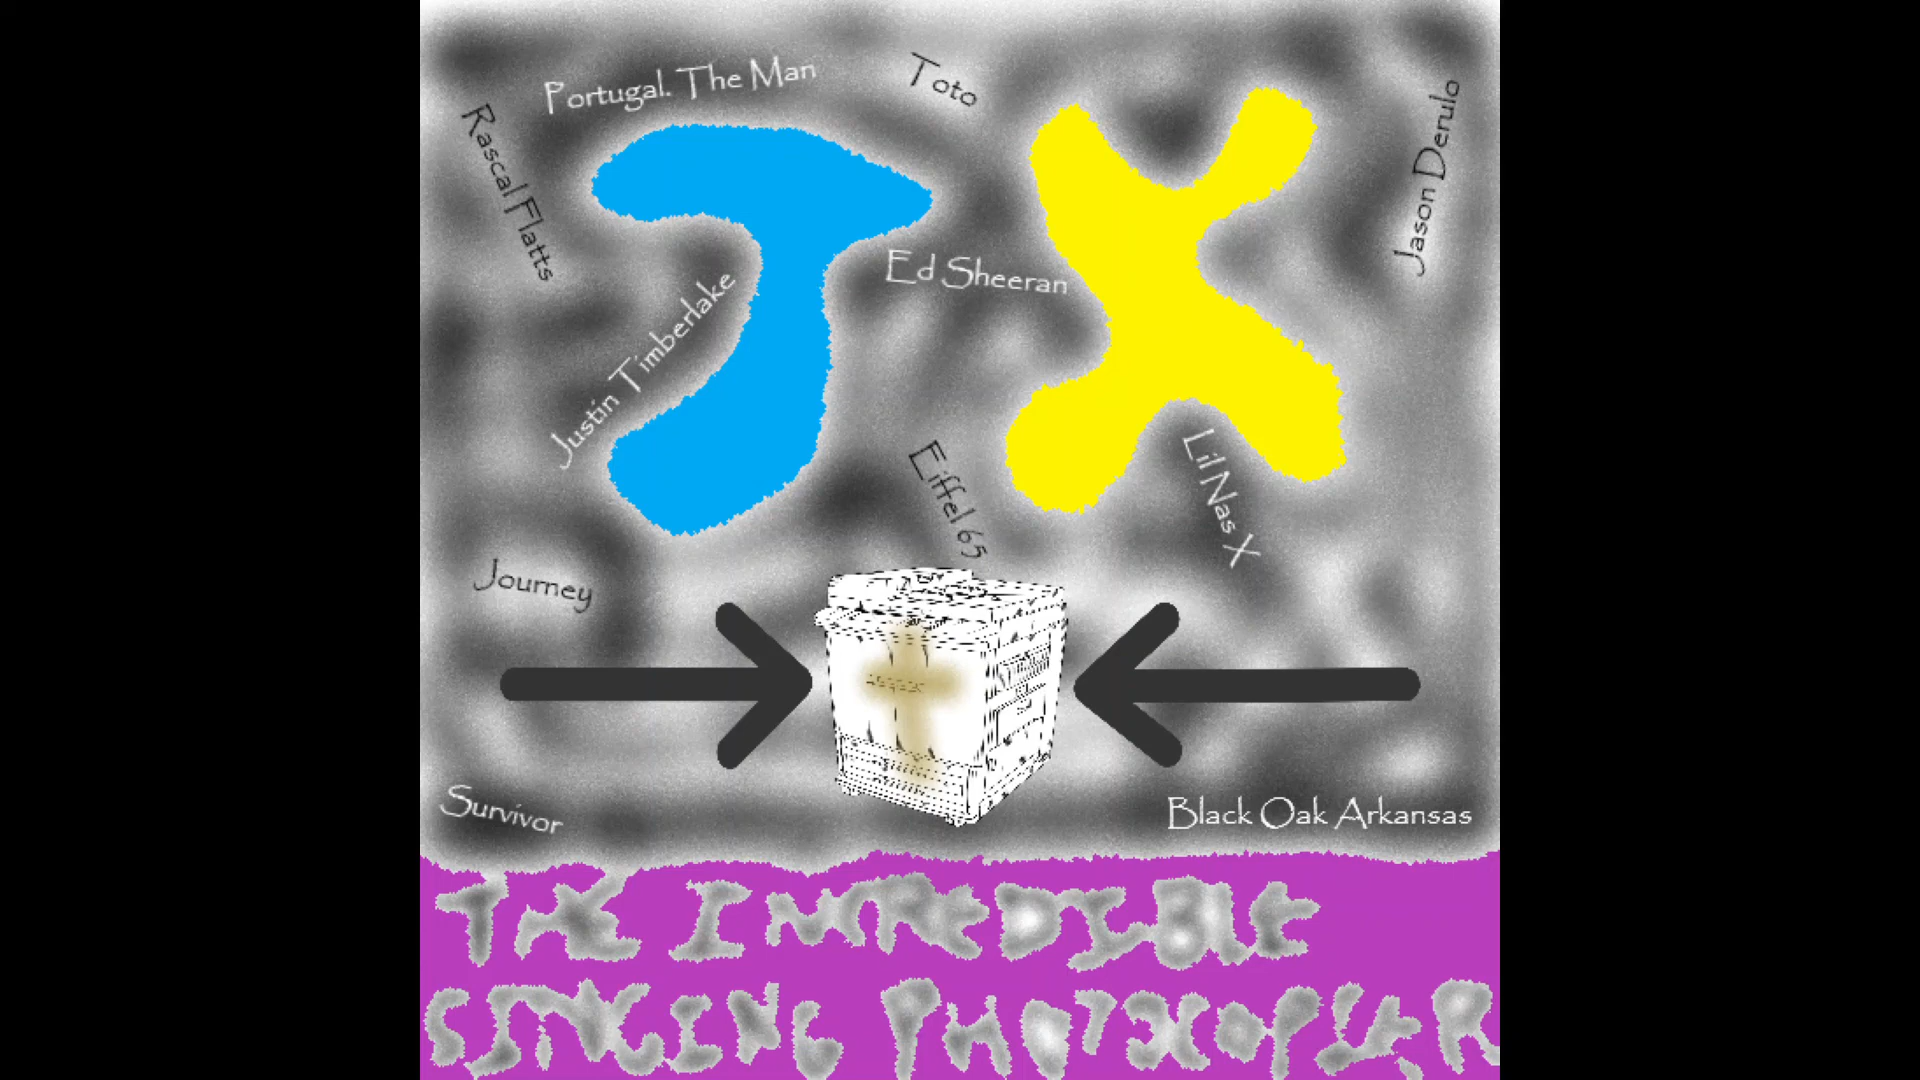 Portugal. The Man
Toto
Rascal Flatts
Jason Derulo
J X
Ed Sheeran
Justin Timberlake
Eiffel 65
Lil Nas X
Journey
Survivor
Black Oak Arkansas
THE INCREDIBLE
SINGING PHOTOCOPIER